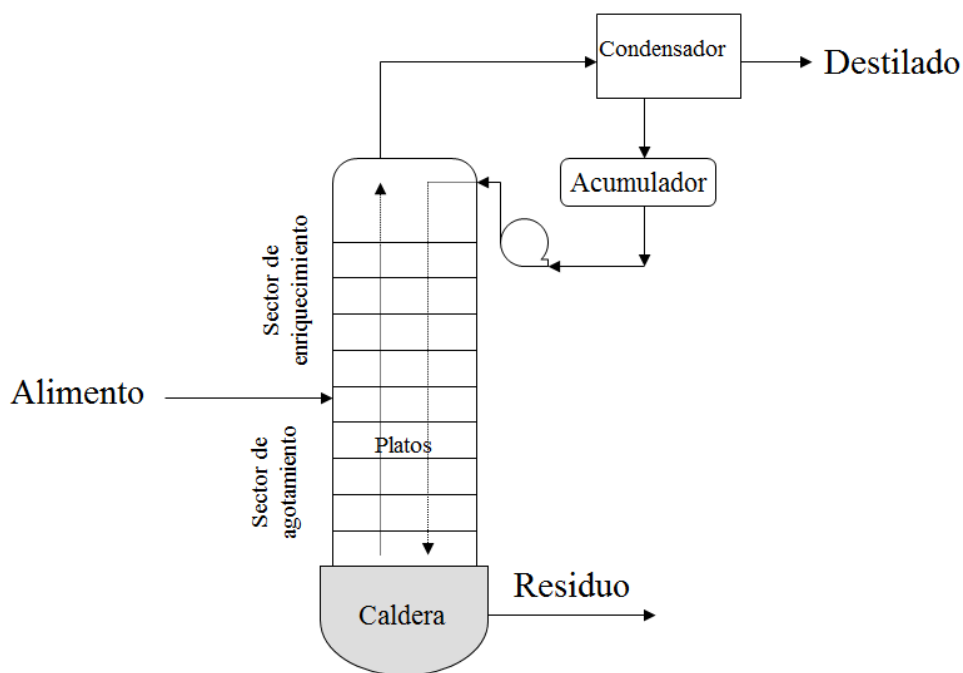 Condensador
Destilado
Acumulador
Sector de
enriquecimiento
Alimento
Platos
Sector de
agotamiento
Residuo
Caldera